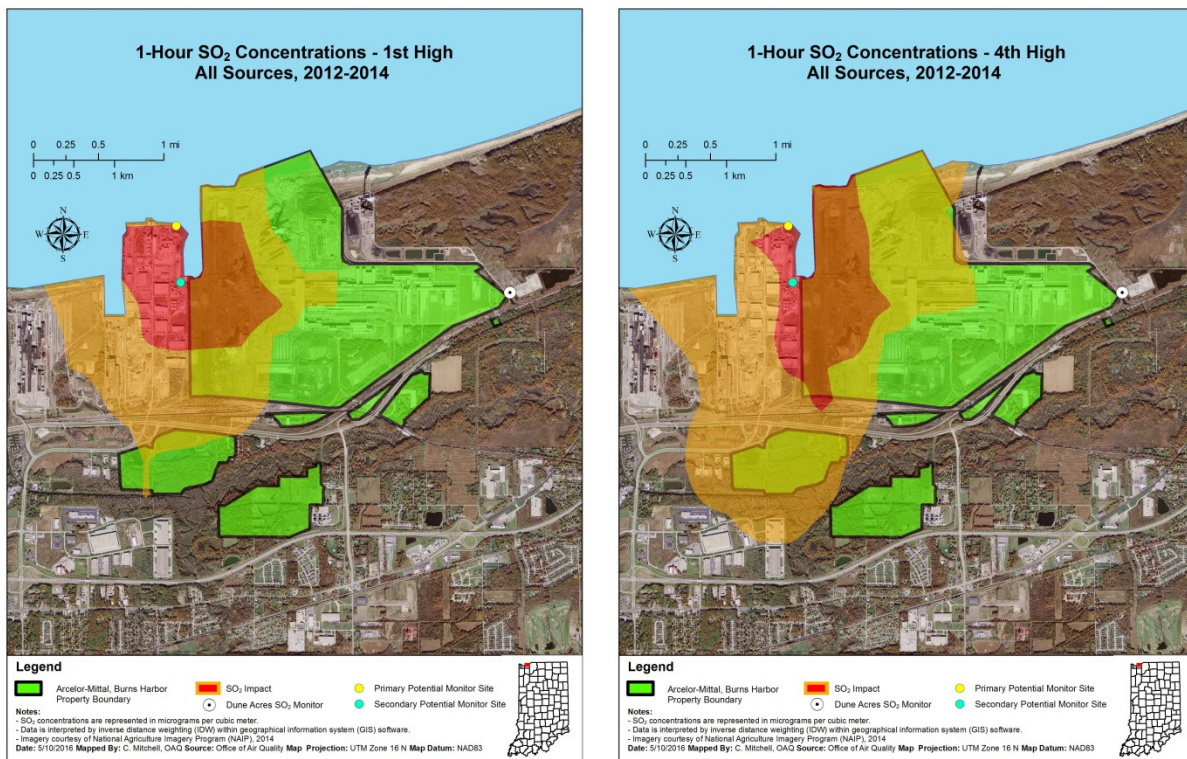 1-Hour SO₂ Concentrations - 1st High
All Sources, 2012-2014
0 0.25 0.5 1 mi
0 0.25 0.5 1 km
N
W E
S
Legend
Arcelor-Mittal, Burns Harbor
Property Boundary
SO₂ Impact
Dune Acres SO₂ Monitor
Primary Potential Monitor Site
Secondary Potential Monitor Site
Notes:
- SO₂ concentrations are represented in micrograms per cubic meter.
- Data is interpreted by inverse distance weighting (IDW) within geographical information system (GIS) software.
- Imagery courtesy of National Agriculture Imagery Program (NAIP), 2014
Date: 5/10/2016 Mapped By: C. Mitchell, OAQ Source: Office of Air Quality Map Projection: UTM Zone 16 N Map Datum: NAD83
1-Hour SO₂ Concentrations - 4th High
All Sources, 2012-2014
0 0.25 0.5 1 mi
0 0.25 0.5 1 km
N
W E
S
Legend
Arcelor-Mittal, Burns Harbor
Property Boundary
SO₂ Impact
Dune Acres SO₂ Monitor
Primary Potential Monitor Site
Secondary Potential Monitor Site
Notes:
- SO₂ concentrations are represented in micrograms per cubic meter.
- Data is interpreted by inverse distance weighting (IDW) within geographical information system (GIS) software.
- Imagery courtesy of National Agriculture Imagery Program (NAIP), 2014
Date: 5/10/2016 Mapped By: C. Mitchell, OAQ Source: Office of Air Quality Map Projection: UTM Zone 16 N Map Datum: NAD83